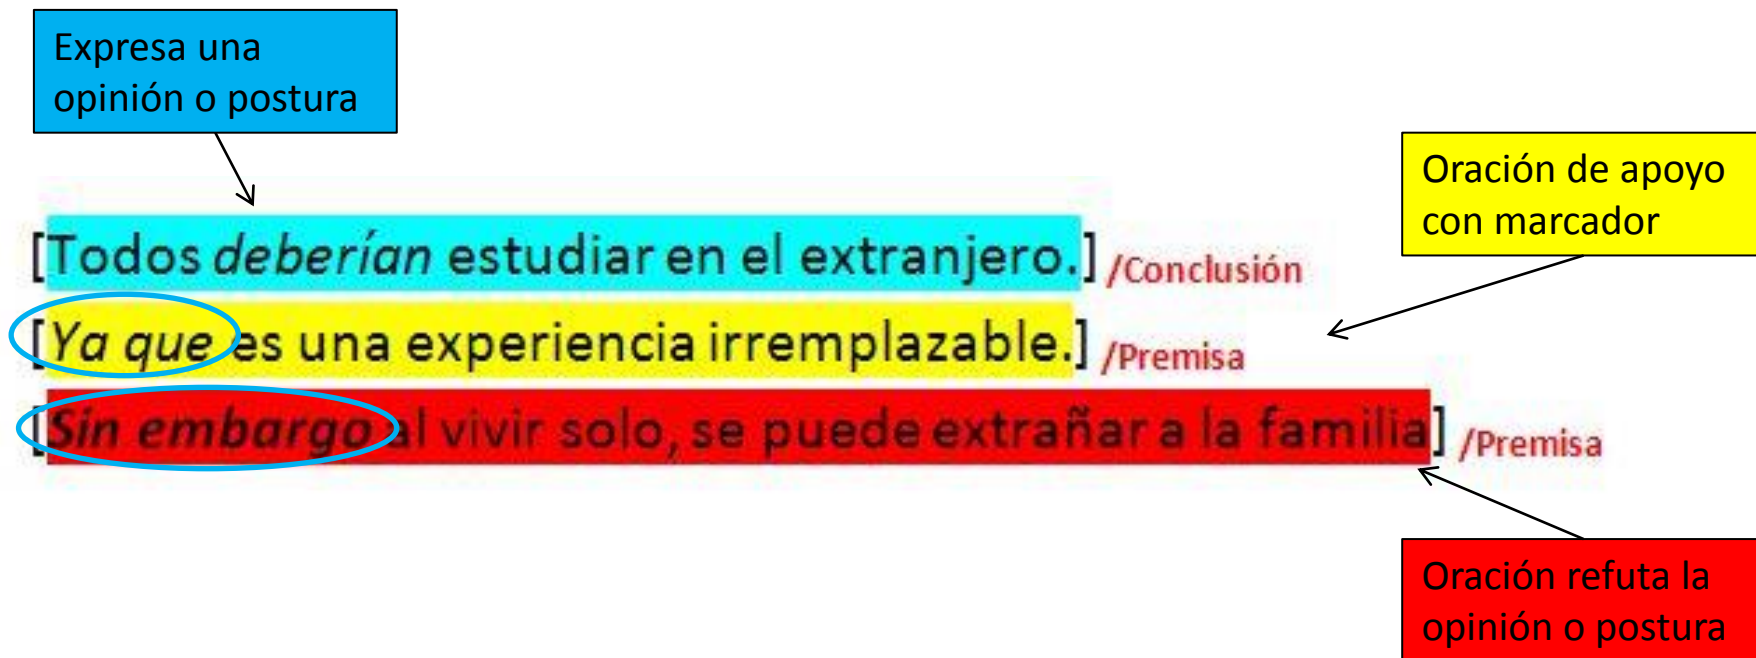 Expresa una
opinión o postura
Oración de apoyo
con marcador
[Todos deberían estudiar en el extranjero.] /Conclusión
[Ya que es una experiencia irremplazable.] /Premisa
[Sin embargo al vivir solo, se puede extrañar a la familia] /Premisa
Oración refuta la
opinión o postura